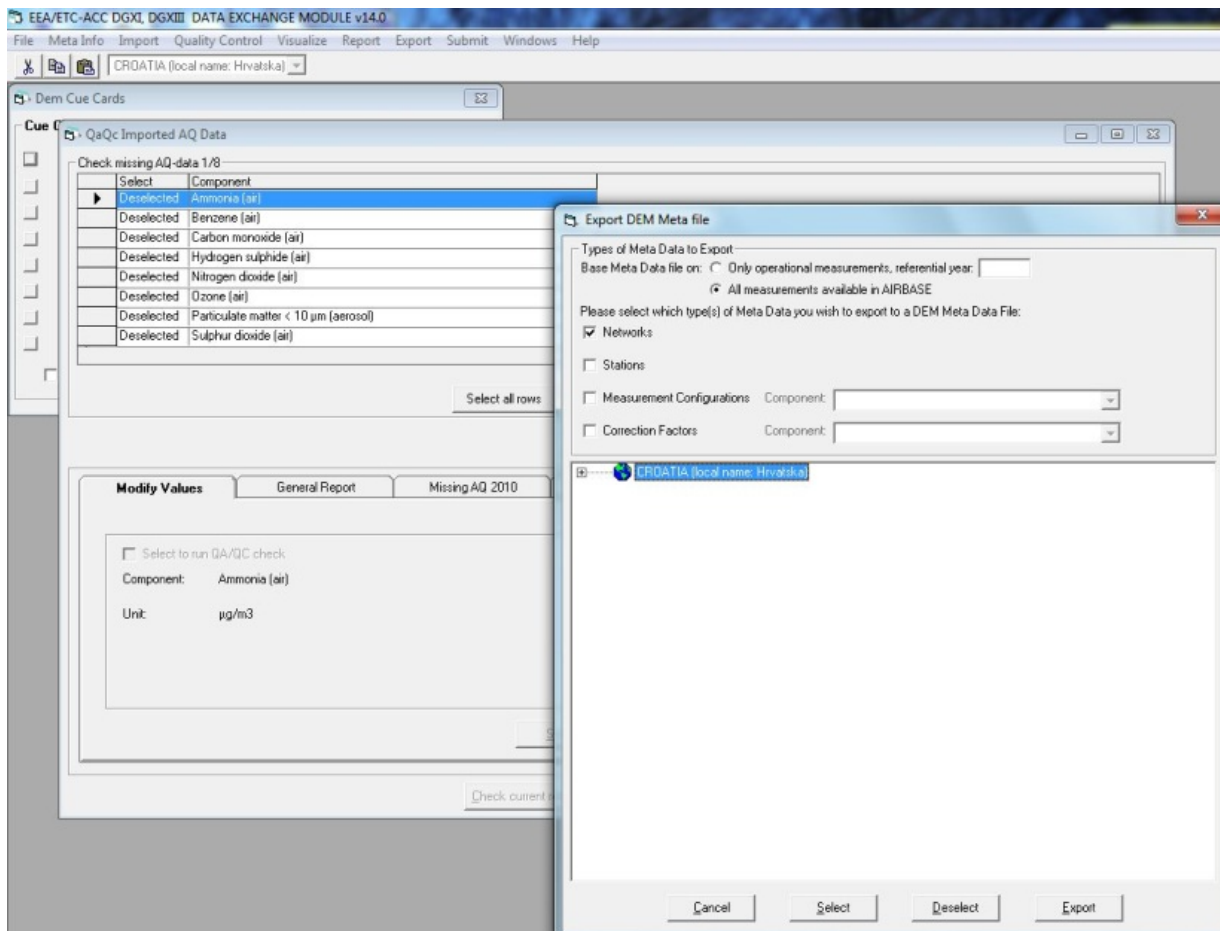 EEA/ETC-ACC DGXI, DGXIII DATA EXCHANGE MODULE v14.0
File Meta Info Import Quality Control Visualize Report Export Submit Windows Help
CROATIA (local name: Hrvatska)
Dem Cue Cards
Cue
QaQc Imported AQ Data
Check missing AQ-data 1/8
Select Component
Deselected Ammonia (air)
Deselected Benzene (air)
Deselected Carbon monoxide (air)
Deselected Hydrogen sulphide (air)
Deselected Nitrogen dioxide (air)
Deselected Ozone (air)
Deselected Particulate matter < 10 µm (aerosol)
Deselected Sulphur dioxide (air)
Select all rows
Modify Values General Report Missing AQ 2010
Select to run QA/QC check
Component: Ammonia (air)
Unit: µg/m3
Check current
Export DEM Meta file
Types of Meta Data to Export
Base Meta Data file on: Only operational measurements, referential year:
All measurements available in AIRBASE
Please select which type(s) of Meta Data you wish to export to a DEM Meta Data File:
Networks
Stations
Measurement Configurations Component:
Correction Factors Component:
CROATIA (local name: Hrvatska)
Cancel Select Deselect Export